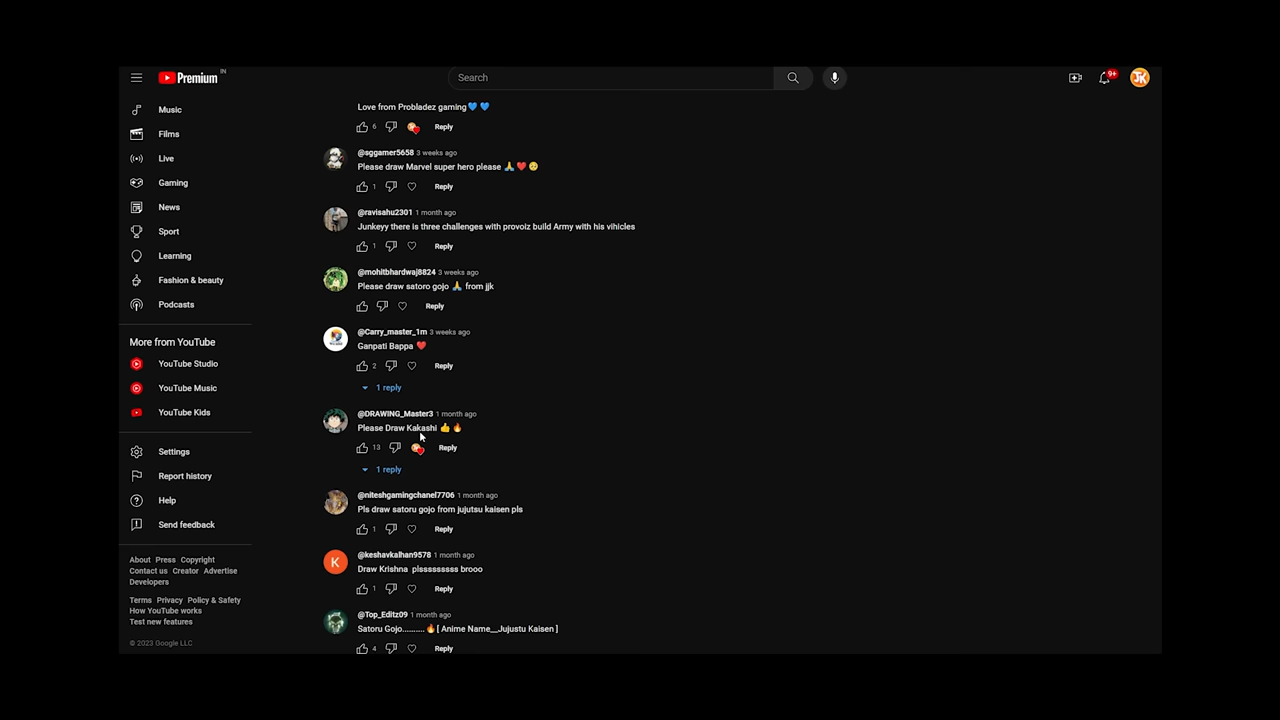 Premium IN
Search
9+
JK
Music
Films
Live
Gaming
News
Sport
Learning
Fashion & beauty
Podcasts
More from YouTube
YouTube Studio
YouTube Music
YouTube Kids
Settings
Report history
Help
Send feedback
About Press Copyright
Contact us Creator Advertise
Developers
Terms Privacy Policy & Safety
How YouTube works
Test new features
© 2023 Google LLC
Love from Probladez gaming💙 💙
6 Reply
@sggamer5658 3 weeks ago
Please draw Marvel super hero please 🙏 ❤️ 🥺
1 Reply
@ravisahu2301 1 month ago
Junkeyy there is three challenges with provoiz build Army with his vihicles
1 Reply
@mohitbhardwaj8824 3 weeks ago
Please draw satoro gojo 🙏 from jjk
Reply
@Carry_master_1m 3 weeks ago
Ganpati Bappa ❤️
2 Reply
1 reply
@DRAWING_Master3 1 month ago
Please Draw Kakashi 👍 🔥
13 Reply
1 reply
@niteshgamingchanel7706 1 month ago
Pls draw satoru gojo from jujutsu kaisen pls
1 Reply
K
@keshavkalhan9578 1 month ago
Draw Krishna plsssssssss brooo
1 Reply
@Top_Editz09 1 month ago
Satoru Gojo.......... 🔥[ Anime Name__Jujustu Kaisen ]
4 Reply